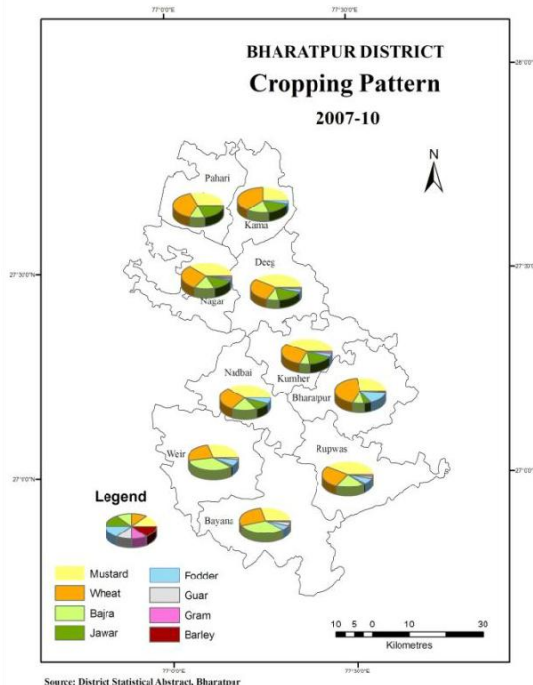 77°0'0"E 77°30'0"E
BHARATPUR DISTRICT
Cropping Pattern
2007-10
N
Pahari
Kama
27°30'0"N 27°30'0"N
Deeg
Nagar
Nadbai
Kumher
Bharatpur
Weir
Rupwas
27°0'0"N 27°0'0"N
Bayana
Legend
Mustard Fodder
Wheat Guar
Bajra Gram
Jawar Barley
10 5 0 10 20 30
Kilometres
77°0'0"E 77°30'0"E
Source: District Statistical Abstract, Bharatpur